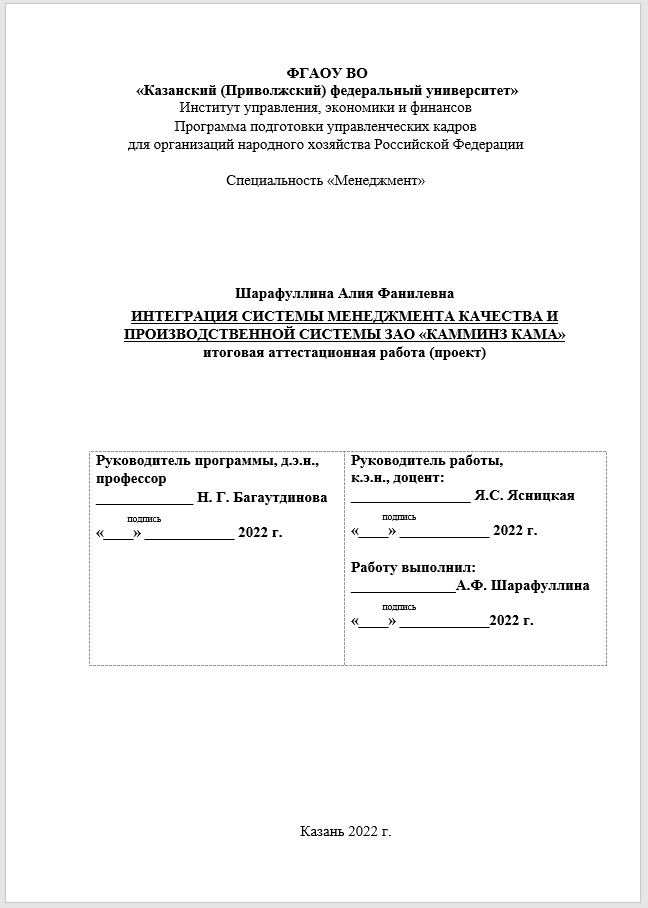 ФГАОУ ВО
«Казанский (Приволжский) федеральный университет»
Институт управления, экономики и финансов
Программа подготовки управленческих кадров
для организаций народного хозяйства Российской Федерации
Специальность «Менеджмент»
Шарафуллина Алия Фанилевна
ИНТЕГРАЦИЯ СИСТЕМЫ МЕНЕДЖМЕНТА КАЧЕСТВА И
ПРОИЗВОДСТВЕННОЙ СИСТЕМЫ ЗАО «КАММИНЗ КАМА»
итоговая аттестационная работа (проект)
Руководитель программы, д.э.н.,
профессор
_____________ Н. Г. Багаутдинова
подпись
«____» ____________ 2022 г.
Руководитель работы,
к.э.н., доцент:
________________ Я.С. Ясницкая
подпись
«____» ____________ 2022 г.
Работу выполнил:
______________А.Ф. Шарафуллина
подпись
«____» ____________2022 г.
Казань 2022 г.